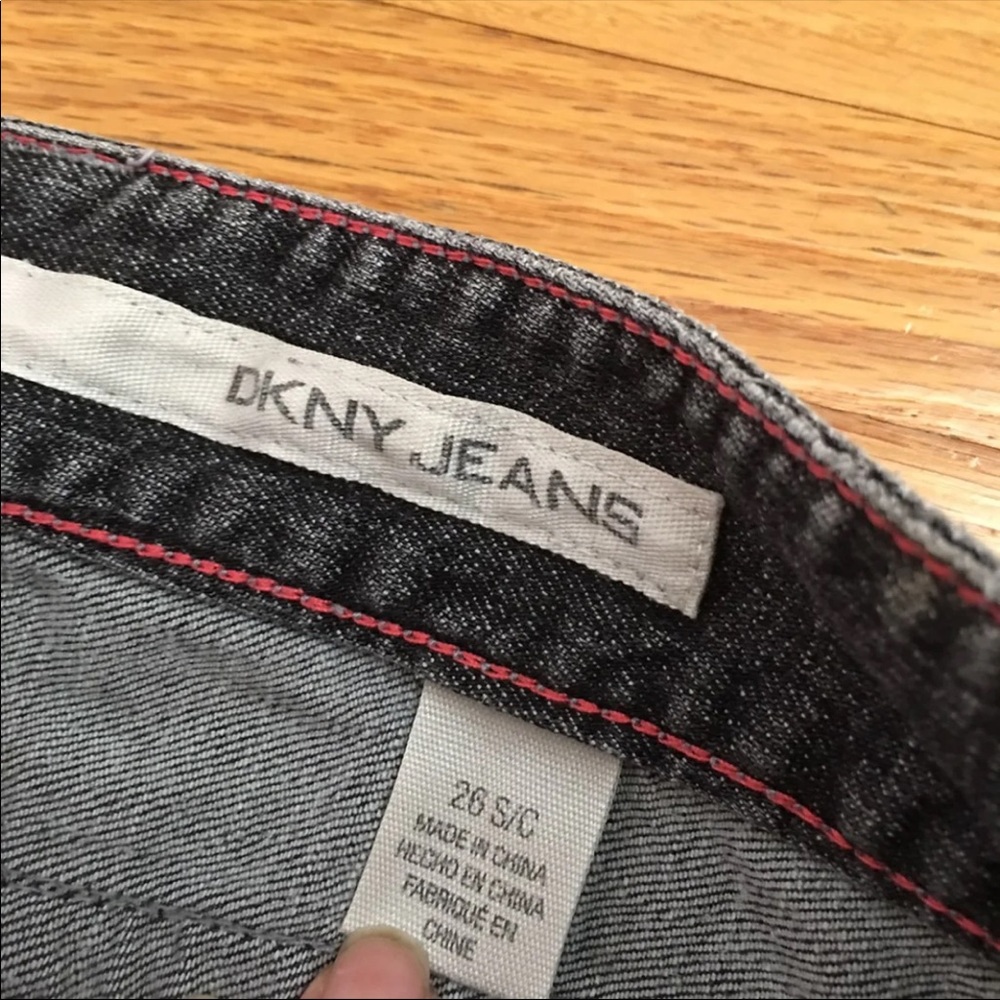 DKNY JEANS
26 S/C
MADE IN CHINA
HECHO EN CHINA
FABRIQUÉ EN
CHINE